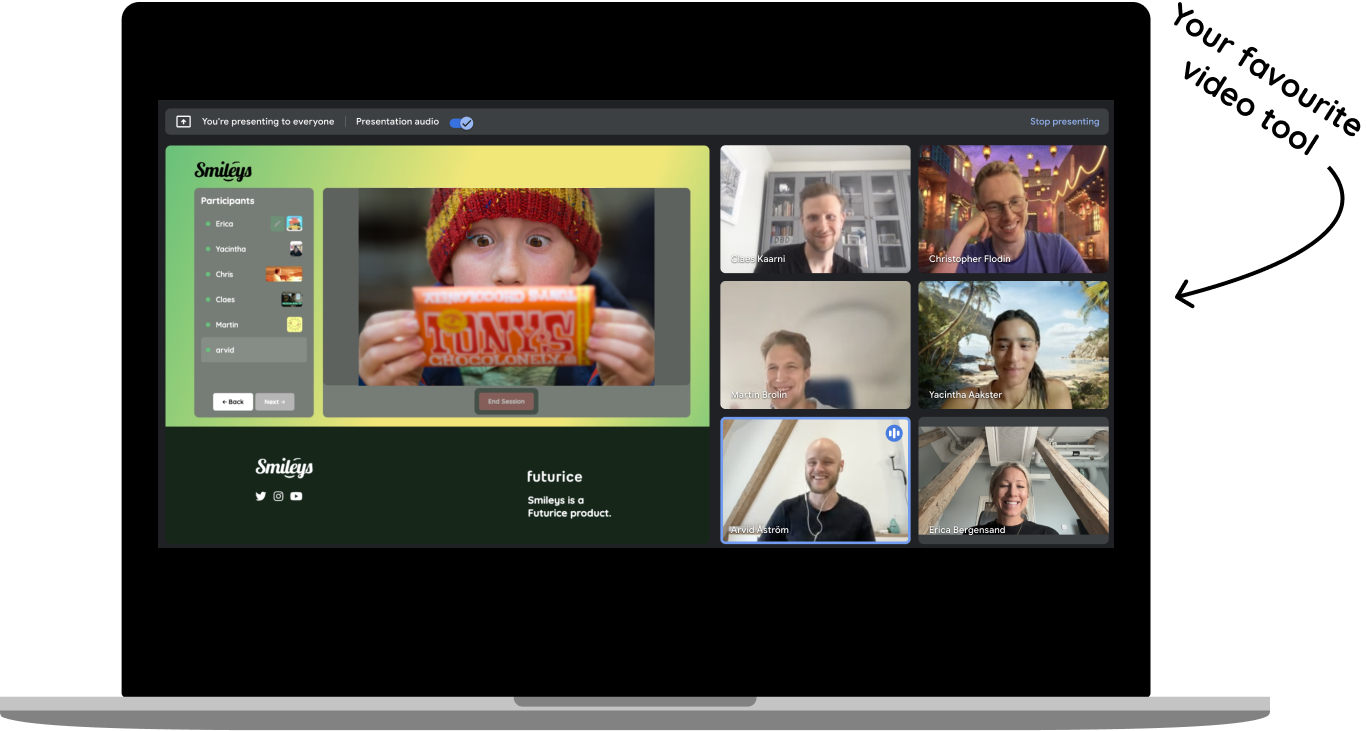 Your favourite
video tool
You're presenting to everyone
Presentation audio
Stop presenting
Smileys
Participants
Erica
Yacintha
Chris
Claes
Martin
arvid
← Back
Next →
TONY'S CHOCOLONELY
TONY'S
CHOCOLONELY
End Session
Smileys
futurice
Smileys is a
Futurice product.
Claes Kaarni
Christopher Flodin
Martin Brolin
Yacintha Aakster
Arvid Åström
Erica Bergensand